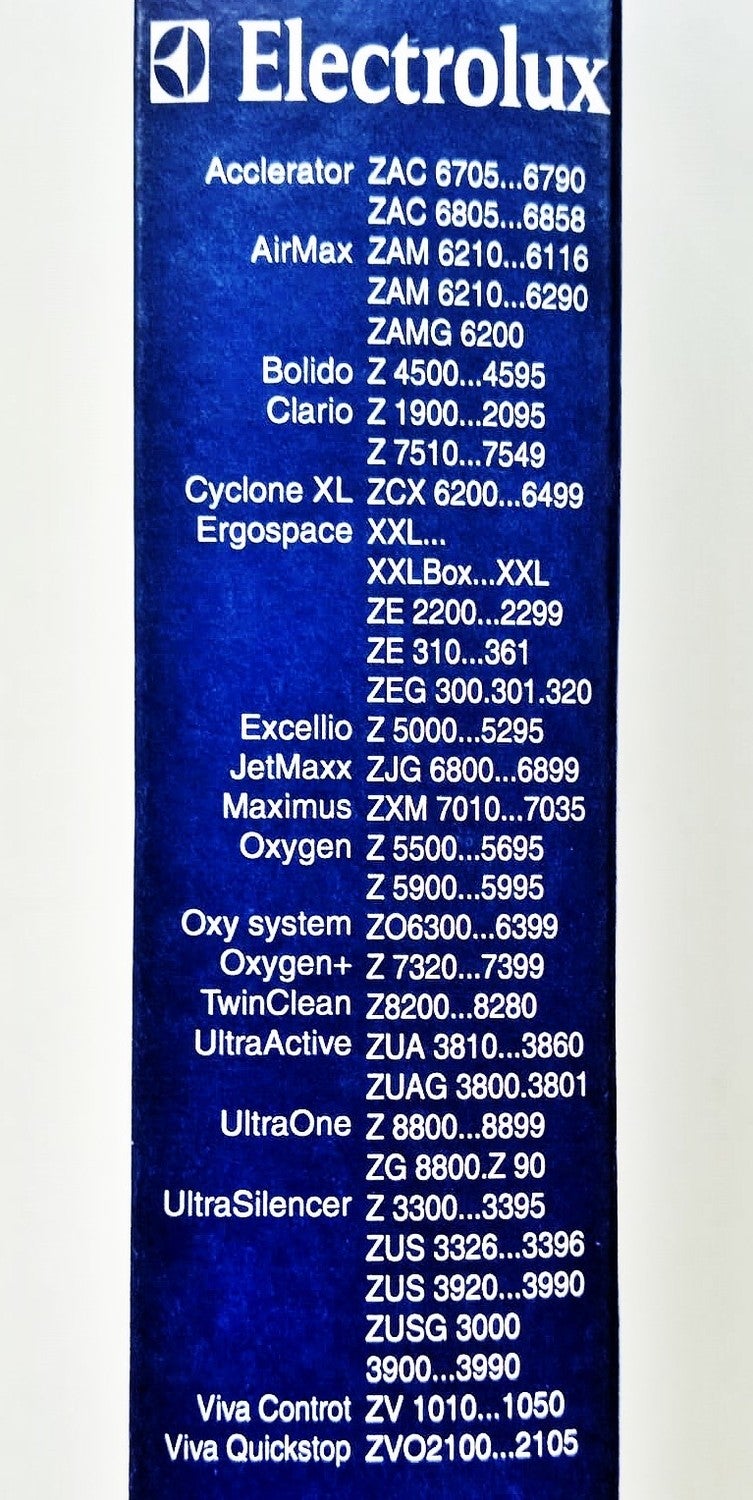 Electrolux
Acclerator ZAC 6705...6790
ZAC 6805...6858
AirMax ZAM 6210...6116
ZAM 6210...6290
ZAMG 6200
Bolido Z 4500...4595
Clario Z 1900...2095
Z 7510...7549
Cyclone XL ZCX 6200...6499
Ergospace XXL...
XXLBox...XXL
ZE 2200...2299
ZE 310...361
ZEG 300.301.320
Excellio Z 5000...5295
JetMaxx ZJG 6800...6899
Maximus ZXM 7010...7035
Oxygen Z 5500...5695
Z 5900...5995
Oxy system ZO6300...6399
Oxygen+ Z 7320...7399
TwinClean Z8200...8280
UltraActive ZUA 3810...3860
ZUAG 3800.3801
UltraOne Z 8800...8899
ZG 8800.Z 90
UltraSilencer Z 3300...3395
ZUS 3326...3396
ZUS 3920...3990
ZUSG 3000
3900...3990
Viva Controt ZV 1010...1050
Viva Quickstop ZVO2100...2105